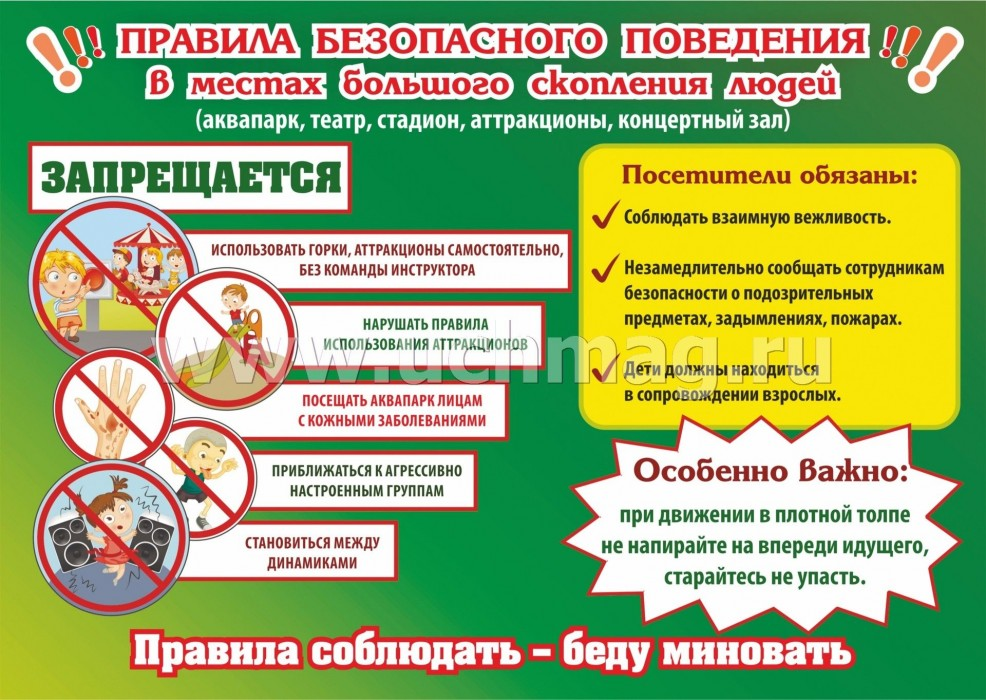 ПРАВИЛА БЕЗОПАСНОГО ПОВЕДЕНИЯ
в местах большого скопления людей
(аквапарк, театр, стадион, аттракционы, концертный зал)
ЗАПРЕЩАЕТСЯ
ИСПОЛЬЗОВАТЬ ГОРКИ, АТТРАКЦИОНЫ САМОСТОЯТЕЛЬНО,
БЕЗ КОМАНДЫ ИНСТРУКТОРА
НАРУШАТЬ ПРАВИЛА
ИСПОЛЬЗОВАНИЯ АТТРАКЦИОНОВ
ПОСЕЩАТЬ АКВАПАРК ЛИЦАМ
С КОЖНЫМИ ЗАБОЛЕВАНИЯМИ
ПРИБЛИЖАТЬСЯ К АГРЕССИВНО
НАСТРОЕННЫМ ГРУППАМ
СТАНОВИТЬСЯ МЕЖДУ
ДИНАМИКАМИ
Посетители обязаны:
Соблюдать взаимную вежливость.
Незамедлительно сообщать сотрудникам
безопасности о подозрительных
предметах, задымлениях, пожарах.
Дети должны находиться
в сопровождении взрослых.
Особенно важно:
при движении в плотной толпе
не напирайте на впереди идущего,
старайтесь не упасть.
Правила соблюдать – беду миновать
www.uchmag.ru